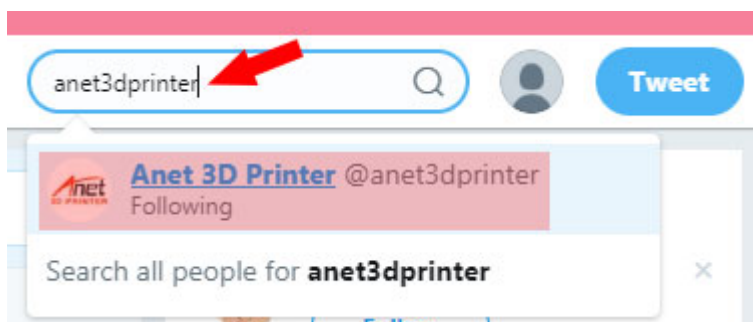 anet3dprinter
Tweet
Anet
3D PRINTER
Anet 3D Printer @anet3dprinter
Following
Search all people for anet3dprinter